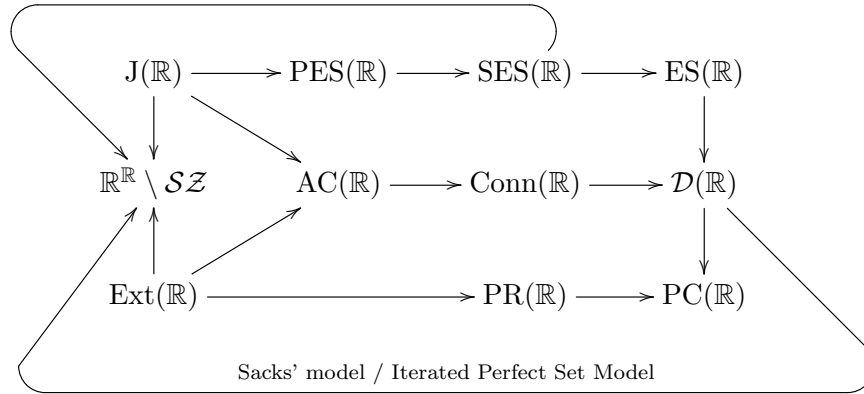 J(ℝ) PES(ℝ) SES(ℝ) ES(ℝ)
ℝ^ℝ \ 𝒮𝒵 AC(ℝ) Conn(ℝ) 𝒟(ℝ)
Ext(ℝ) PR(ℝ) PC(ℝ)
Sacks’ model / Iterated Perfect Set Model